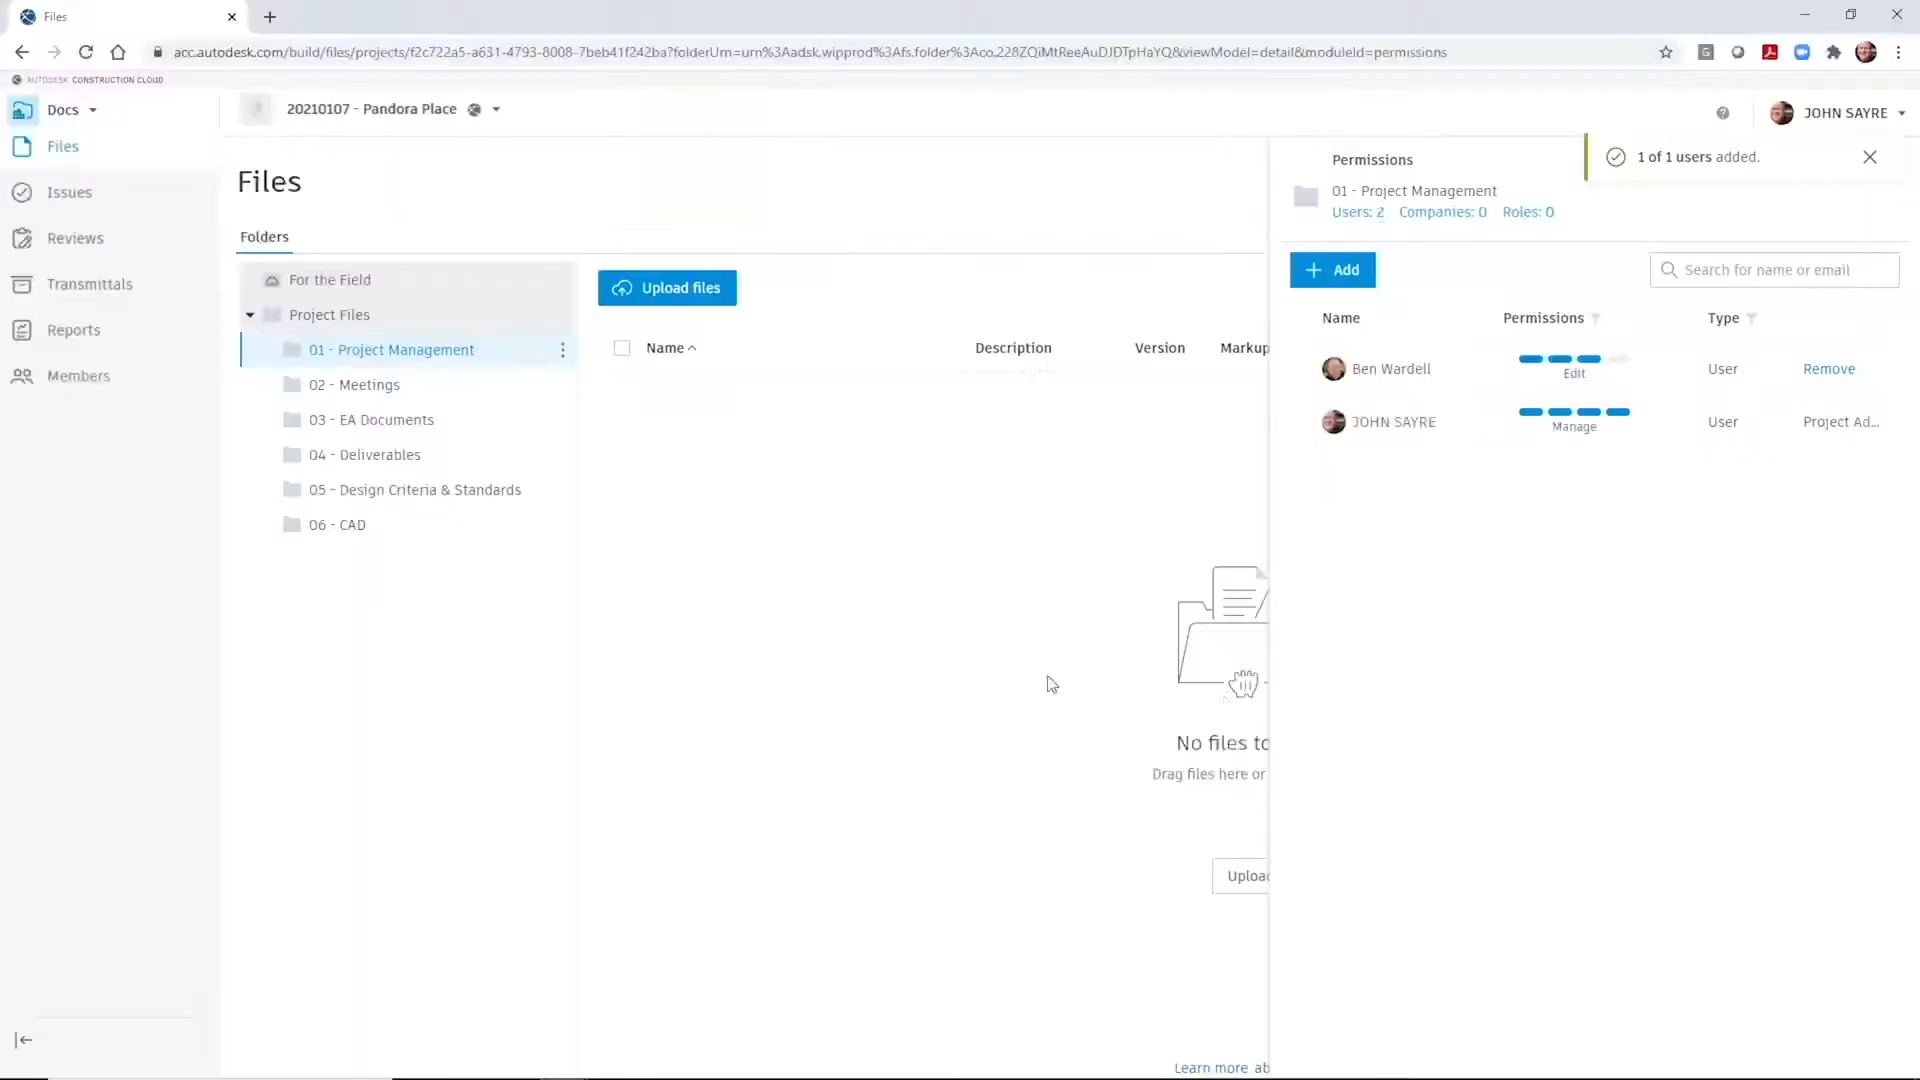 Files
acc.autodesk.com/build/files/projects/f2c722a5-a631-4793-8008-7beb41f242ba?folderUrn=urn%3Aadsk.wipprod%3Afs.folder%3Aco.228ZQiMtReeAuDJDTpHaYQ&viewModel=detail&moduleId=permissions
AUTODESK CONSTRUCTION CLOUD
Docs
20210107 - Pandora Place
JOHN SAYRE
Files
Issues
Reviews
Transmittals
Reports
Members
Files
Folders
For the Field
Project Files
01 - Project Management
02 - Meetings
03 - EA Documents
04 - Deliverables
05 - Design Criteria & Standards
06 - CAD
Upload files
Name Description Version Markup
No files to
Drag files here or
Upload
Learn more ab
Permissions
1 of 1 users added.
01 - Project Management
Users: 2 Companies: 0 Roles: 0
Add
Search for name or email
Name Permissions Type
Ben Wardell Edit User Remove
JOHN SAYRE Manage User Project Ad...